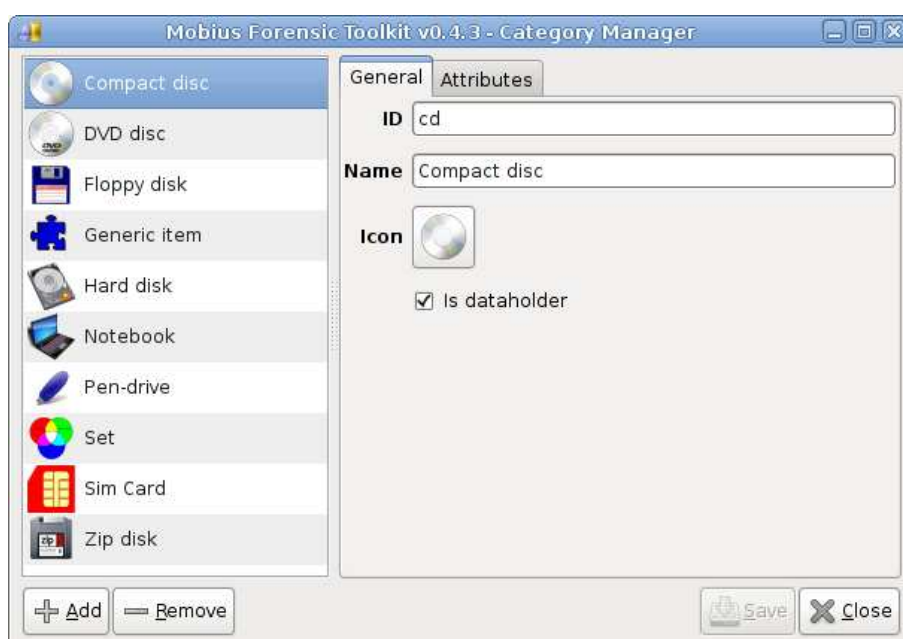 Mobius Forensic Toolkit v0.4.3 - Category Manager
Compact disc
DVD disc
Floppy disk
Generic item
Hard disk
Notebook
Pen-drive
Set
Sim Card
Zip disk
General
Attributes
ID
cd
Name
Compact disc
Icon
Is dataholder
Add
Remove
Save
Close